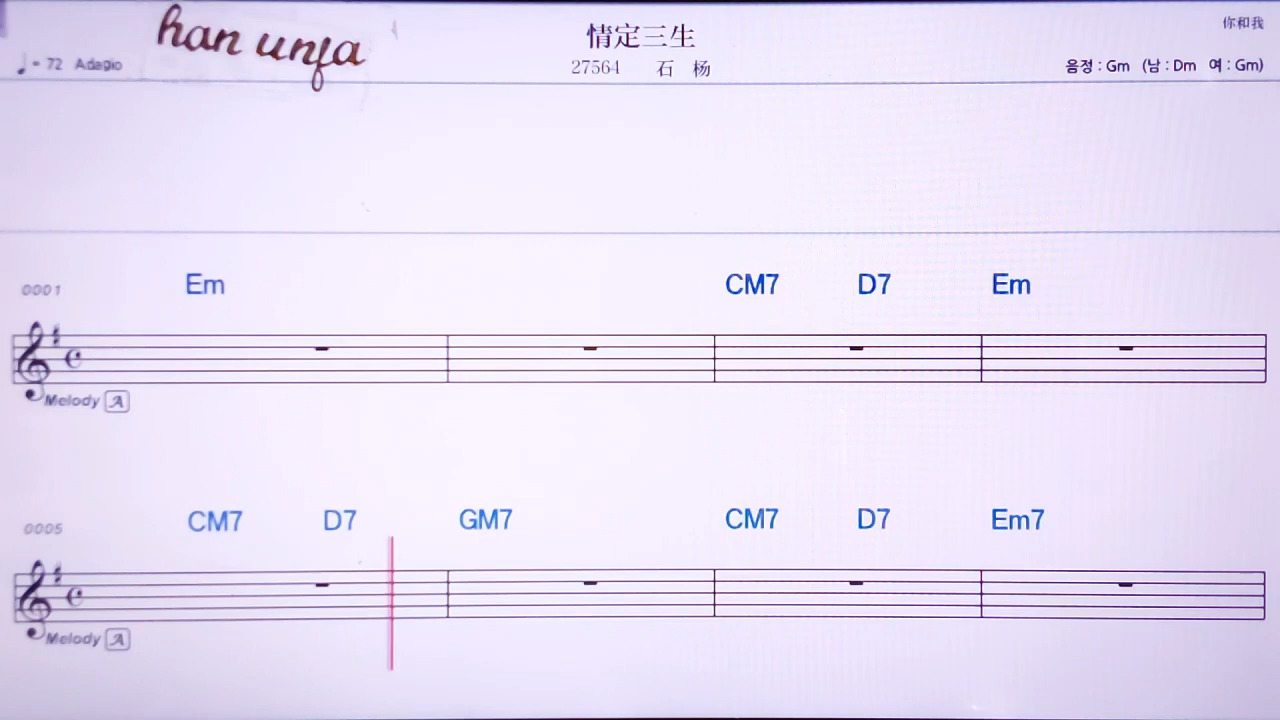 han unfa
情定三生
你和我
♩= 72 Adagio
27564 石 杨
음정 : Gm (남 : Dm 여 : Gm)
0001 Em CM7 D7 Em
Melody A
0005 CM7 D7 GM7 CM7 D7 Em7
Melody A